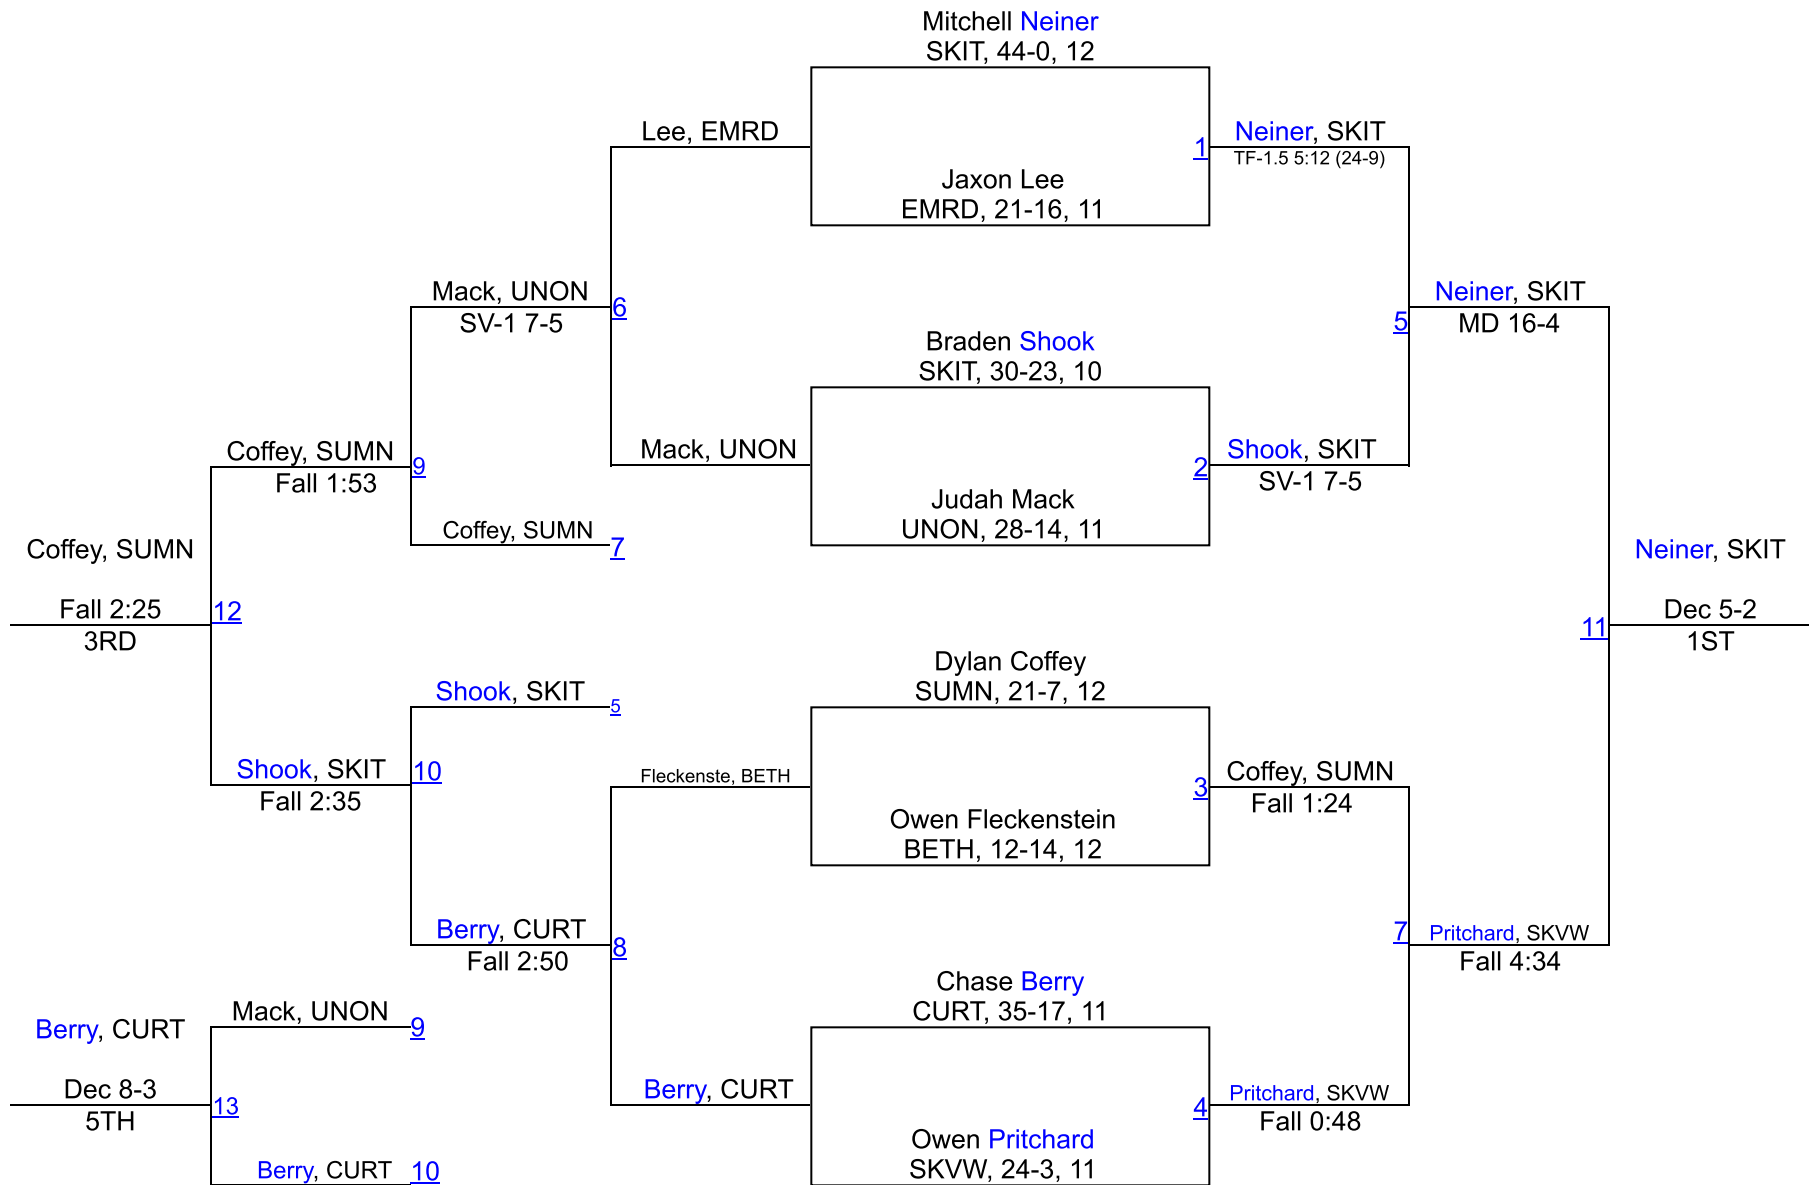 Mitchell Neiner
SKIT, 44-0, 12
Lee, EMRD
1
Neiner, SKIT
TF-1.5 5:12 (24-9)
Jaxon Lee
EMRD, 21-16, 11
Mack, UNON
SV-1 7-5
6
Neiner, SKIT
MD 16-4
5
Braden Shook
SKIT, 30-23, 10
Coffey, SUMN
Fall 1:53
9
Mack, UNON
2
Shook, SKIT
SV-1 7-5
Judah Mack
UNON, 28-14, 11
Coffey, SUMN
7
Coffey, SUMN
Fall 2:25
3RD
12
Neiner, SKIT
Dec 5-2
1ST
11
Dylan Coffey
SUMN, 21-7, 12
Shook, SKIT
5
Shook, SKIT
Fall 2:35
10
Fleckenste, BETH
3
Coffey, SUMN
Fall 1:24
Owen Fleckenstein
BETH, 12-14, 12
Berry, CURT
Fall 2:50
8
7
Pritchard, SKVW
Fall 4:34
Chase Berry
CURT, 35-17, 11
Mack, UNON
9
Berry, CURT
Dec 8-3
5TH
13
Berry, CURT
4
Pritchard, SKVW
Fall 0:48
Owen Pritchard
SKVW, 24-3, 11
Berry, CURT
10